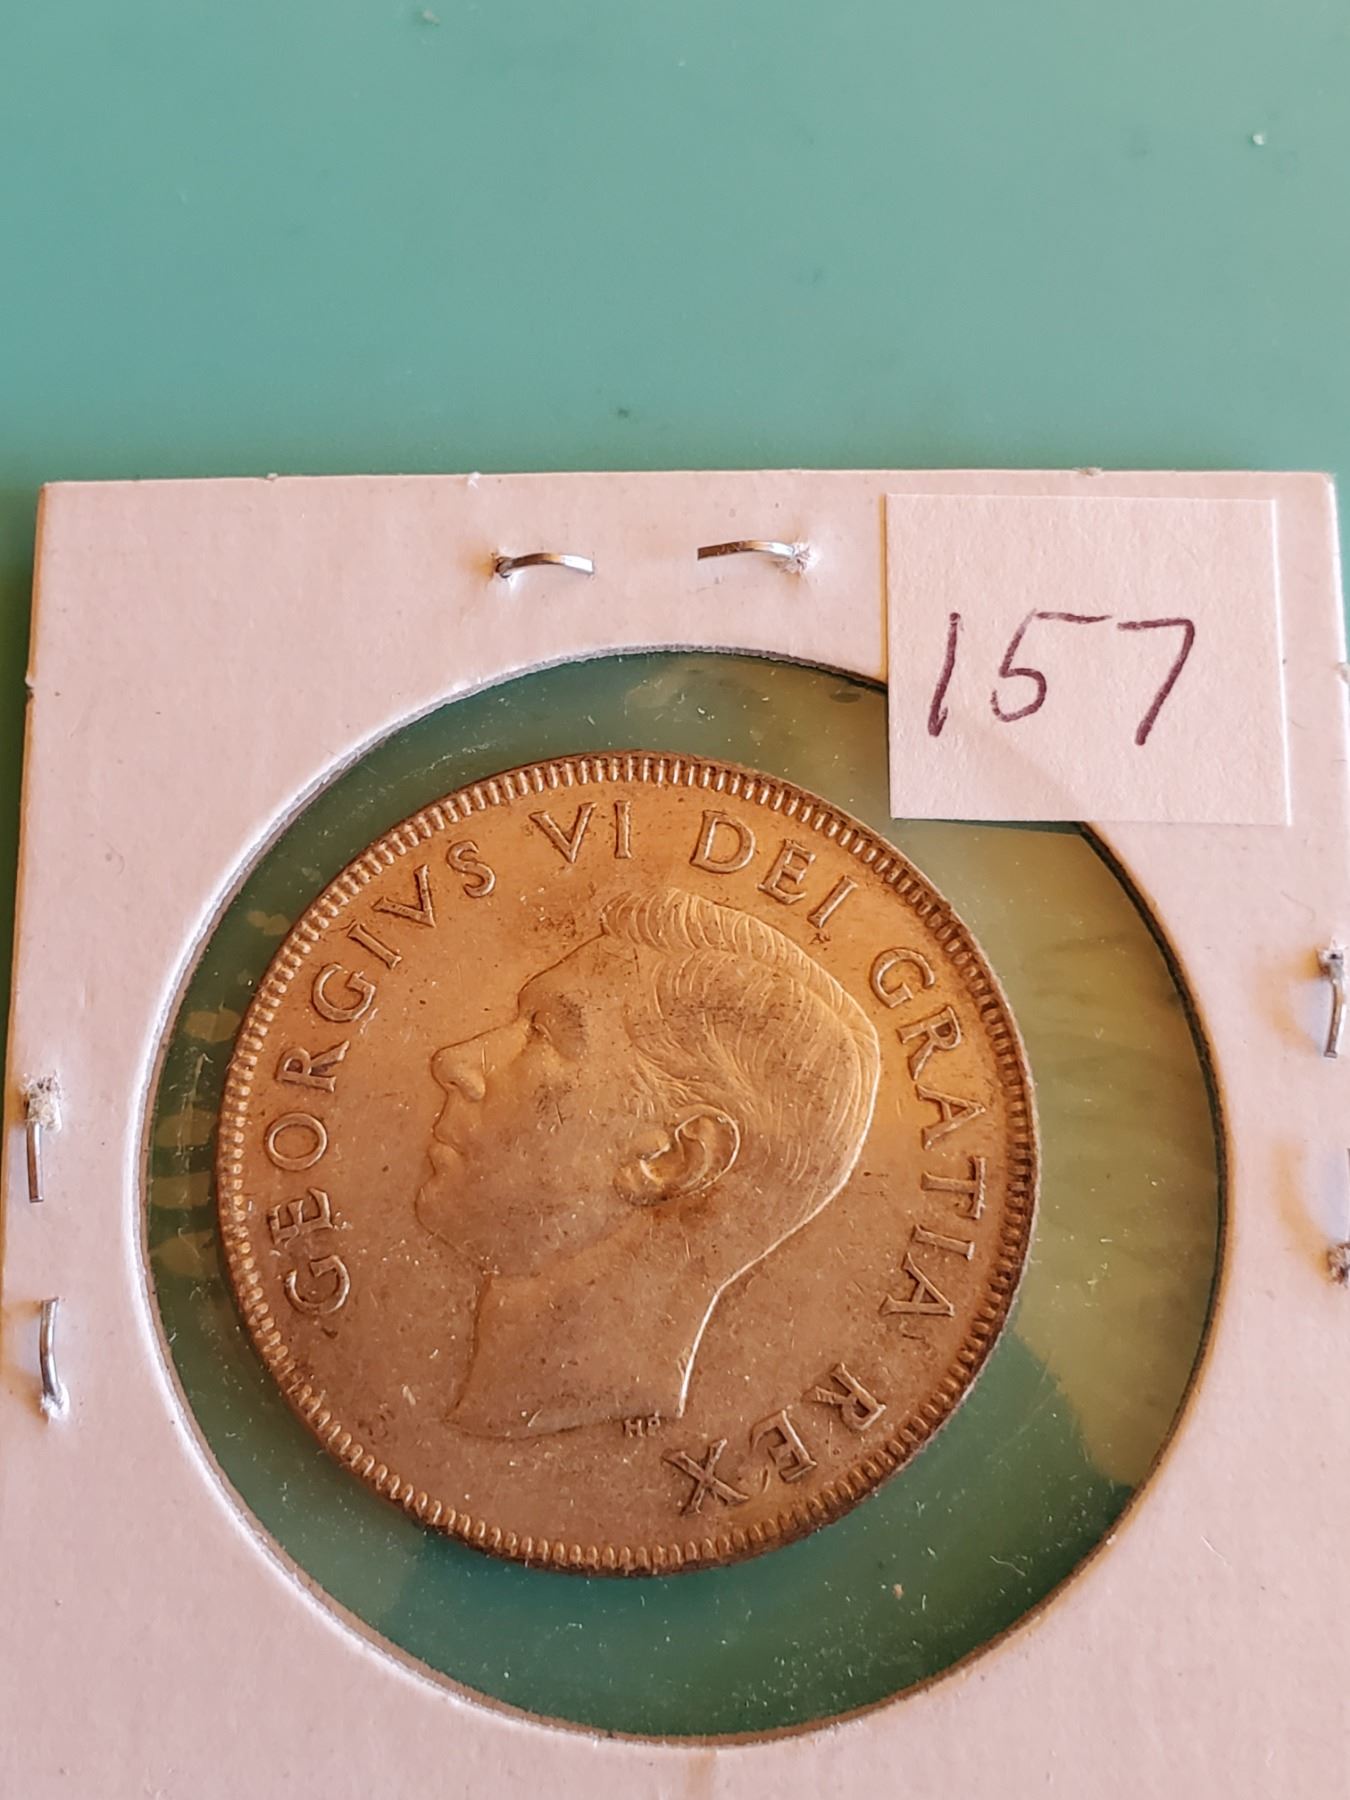 157
GEORGIVS VI DEI GRATIA REX
HP